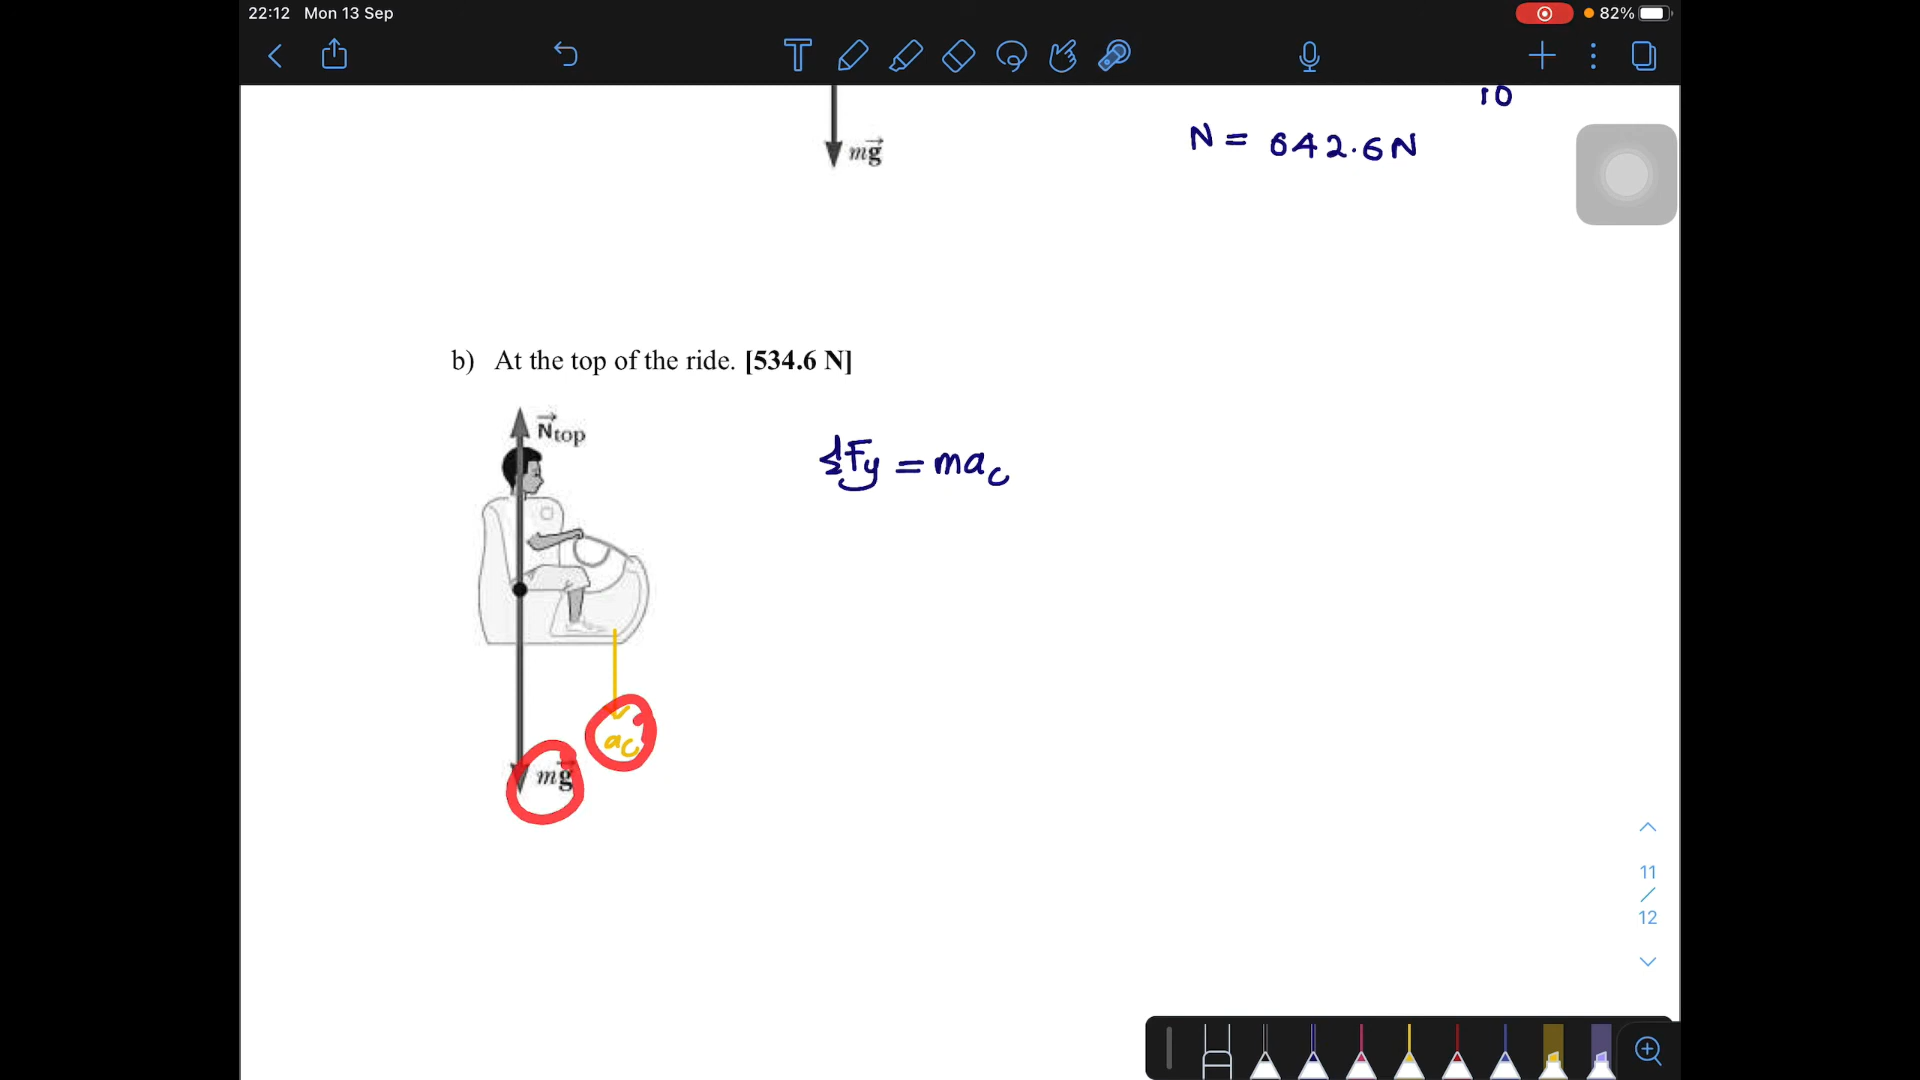 22:12 Mon 13 Sep
82%
T
10
mg
N = 642.6N
b) At the top of the ride. [534.6 N]
N top
ΣFy = mac
ac
mg
11
/
12